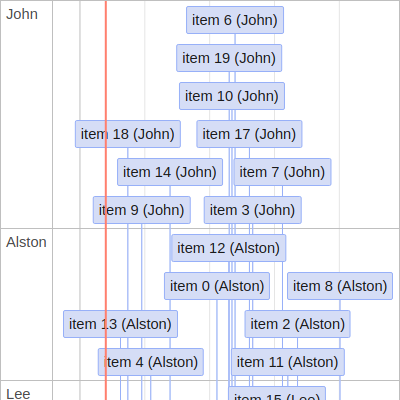 John
item 6 (John)
item 19 (John)
item 10 (John)
item 18 (John)
item 17 (John)
item 14 (John)
item 7 (John)
item 9 (John)
item 3 (John)
Alston
item 12 (Alston)
item 0 (Alston)
item 8 (Alston)
item 13 (Alston)
item 2 (Alston)
item 4 (Alston)
item 11 (Alston)
Lee
item 15 (Lee)